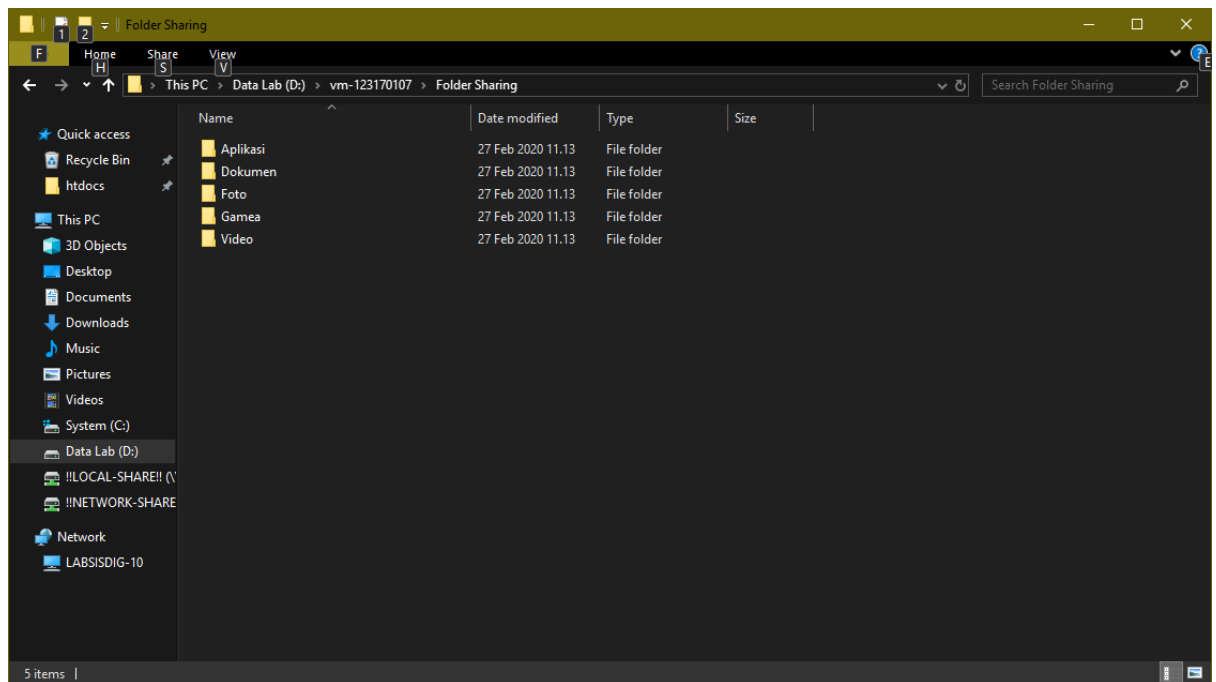 Folder Sharing
1 2
F Home Share View
H S V E
This PC > Data Lab (D:) > vm-123170107 > Folder Sharing
Search Folder Sharing
Name Date modified Type Size
Quick access
Recycle Bin
htdocs
This PC
3D Objects
Desktop
Documents
Downloads
Music
Pictures
Videos
System (C:)
Data Lab (D:)
!!LOCAL-SHARE!! (\
!!NETWORK-SHARE
Network
LABSISDIG-10
Aplikasi 27 Feb 2020 11.13 File folder
Dokumen 27 Feb 2020 11.13 File folder
Foto 27 Feb 2020 11.13 File folder
Gamea 27 Feb 2020 11.13 File folder
Video 27 Feb 2020 11.13 File folder
5 items